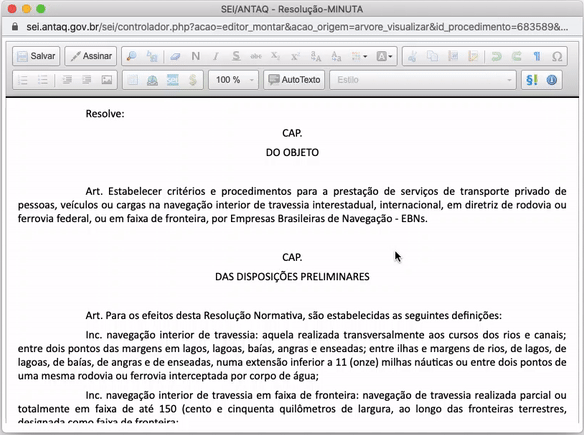 SEI/ANTAQ - Resolução-MINUTA
sei.antaq.gov.br/sei/controlador.php?acao=editor_montar&acao_origem=arvore_visualizar&id_procedimento=683589&...
Salvar Assinar N I S abc X₂ X² A ¶ Ω
100 % AutoTexto Estilo §!
Resolve:
CAP.
DO OBJETO
Art. Estabelecer critérios e procedimentos para a prestação de serviços de transporte privado de
pessoas, veículos ou cargas na navegação interior de travessia interestadual, internacional, em diretriz de rodovia ou
ferrovia federal, ou em faixa de fronteira, por Empresas Brasileiras de Navegação - EBNs.
CAP.
DAS DISPOSIÇÕES PRELIMINARES
Art. Para os efeitos desta Resolução Normativa, são estabelecidas as seguintes definições:
Inc. navegação interior de travessia: aquela realizada transversalmente aos cursos dos rios e canais;
entre dois pontos das margens em lagos, lagoas, baías, angras e enseadas; entre ilhas e margens de rios, de lagos, de
lagoas, de baías, de angras e de enseadas, numa extensão inferior a 11 (onze) milhas náuticas ou entre dois pontos de
uma mesma rodovia ou ferrovia interceptada por corpo de água;
Inc. navegação interior de travessia em faixa de fronteira: navegação de travessia realizada parcial ou
totalmente em faixa de até 150 (cento e cinquenta quilômetros de largura, ao longo das fronteiras terrestres,
designada como faixa de fronteira;